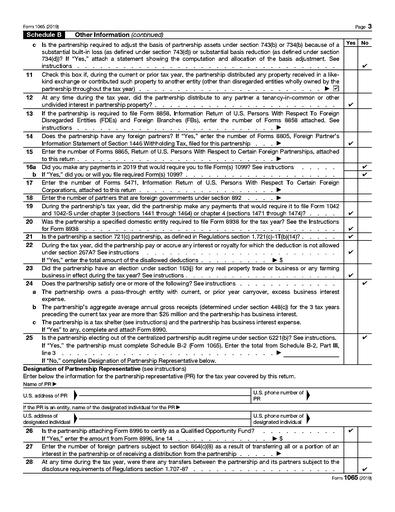 Form 1065 (2019) Page 3
Schedule B Other Information (continued)
c Is the partnership required to adjust the basis of partnership assets under section 743(b) or 734(b) because of a Yes No
substantial built-in loss (as defined under section 743(d)) or substantial basis reduction (as defined under section
734(d))? If "Yes," attach a statement showing the computation and allocation of the basis adjustment. See
instructions ✔
11 Check this box if, during the current or prior tax year, the partnership distributed any property received in a like-
kind exchange or contributed such property to another entity (other than disregarded entities wholly owned by the
partnership throughout the tax year) ▶ ☑
12 At any time during the tax year, did the partnership distribute to any partner a tenancy-in-common or other
undivided interest in partnership property? ✔
13 If the partnership is required to file Form 8858, Information Return of U.S. Persons With Respect To Foreign
Disregarded Entities (FDEs) and Foreign Branches (FBs), enter the number of Forms 8858 attached. See
instructions ▶
14 Does the partnership have any foreign partners? If "Yes," enter the number of Forms 8805, Foreign Partner's
Information Statement of Section 1446 Withholding Tax, filed for this partnership ▶ ✔
15 Enter the number of Forms 8865, Return of U.S. Persons With Respect to Certain Foreign Partnerships, attached
to this return ▶
16a Did you make any payments in 2019 that would require you to file Form(s) 1099? See instructions ✔
b If "Yes," did you or will you file required Form(s) 1099? ✔
17 Enter the number of Forms 5471, Information Return of U.S. Persons With Respect To Certain Foreign
Corporations, attached to this return ▶
18 Enter the number of partners that are foreign governments under section 892 ▶
19 During the partnership's tax year, did the partnership make any payments that would require it to file Form 1042
and 1042-S under chapter 3 (sections 1441 through 1464) or chapter 4 (sections 1471 through 1474)? ✔
20 Was the partnership a specified domestic entity required to file Form 8938 for the tax year? See the Instructions
for Form 8938 ✔
21 Is the partnership a section 721(c) partnership, as defined in Regulations section 1.721(c)-1T(b)(14)? ✔
22 During the tax year, did the partnership pay or accrue any interest or royalty for which the deduction is not allowed
under section 267A? See instructions ✔
If "Yes," enter the total amount of the disallowed deductions ▶ $
23 Did the partnership have an election under section 163(j) for any real property trade or business or any farming
business in effect during the tax year? See instructions ✔
24 Does the partnership satisfy one or more of the following? See instructions ✔
a The partnership owns a pass-through entity with current, or prior year carryover, excess business interest
expense.
b The partnership's aggregate average annual gross receipts (determined under section 448(c)) for the 3 tax years
preceding the current tax year are more than $26 million and the partnership has business interest.
c The partnership is a tax shelter (see instructions) and the partnership has business interest expense.
If "Yes" to any, complete and attach Form 8990.
25 Is the partnership electing out of the centralized partnership audit regime under section 6221(b)? See instructions. ✔
If "Yes," the partnership must complete Schedule B-2 (Form 1065). Enter the total from Schedule B-2, Part III,
line 3 ▶
If "No," complete Designation of Partnership Representative below.
Designation of Partnership Representative (see instructions)
Enter below the information for the partnership representative (PR) for the tax year covered by this return.
Name of PR ▶
U.S. address of PR U.S. phone number of PR
If the PR is an entity, name of the designated individual for the PR ▶
U.S. address of designated individual U.S. phone number of designated individual
26 Is the partnership attaching Form 8996 to certify as a Qualified Opportunity Fund? ✔
If "Yes," enter the amount from Form 8996, line 14 ▶ $
27 Enter the number of foreign partners subject to section 864(c)(8) as a result of transferring all or a portion of an
interest in the partnership or of receiving a distribution from the partnership ▶
28 At any time during the tax year, were there any transfers between the partnership and its partners subject to the
disclosure requirements of Regulations section 1.707-8? ✔
Form 1065 (2019)